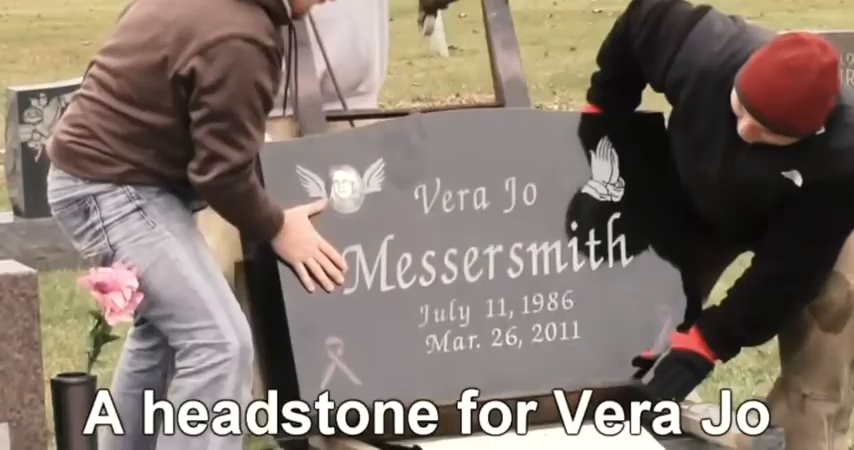 Vera Jo
Messersmith
July 11, 1986
Mar. 26, 2011
A headstone for Vera Jo